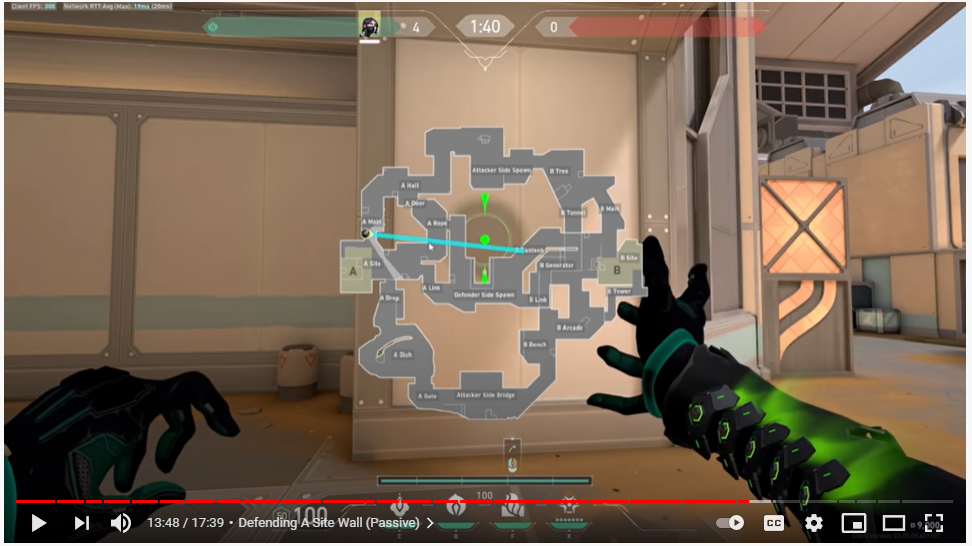 Client FPS: 300 Network RTT Avg (Max): 19ms (20ms)
4 1:40 0
Attacker Side Spawn
B Tree
A Hall
A Door
B Tunnel
B Main
A Main
A Rope
B Site
A Site
B Generator
A
B
A Link
Defender Side Spawn
B Link
B Tower
A Drop
B Arcade
B Bench
A Dish
A Gate
Attacker Side Bridge
100
100
C Q F X
13:48 / 17:39 • Defending A Site Wall (Passive)
CC